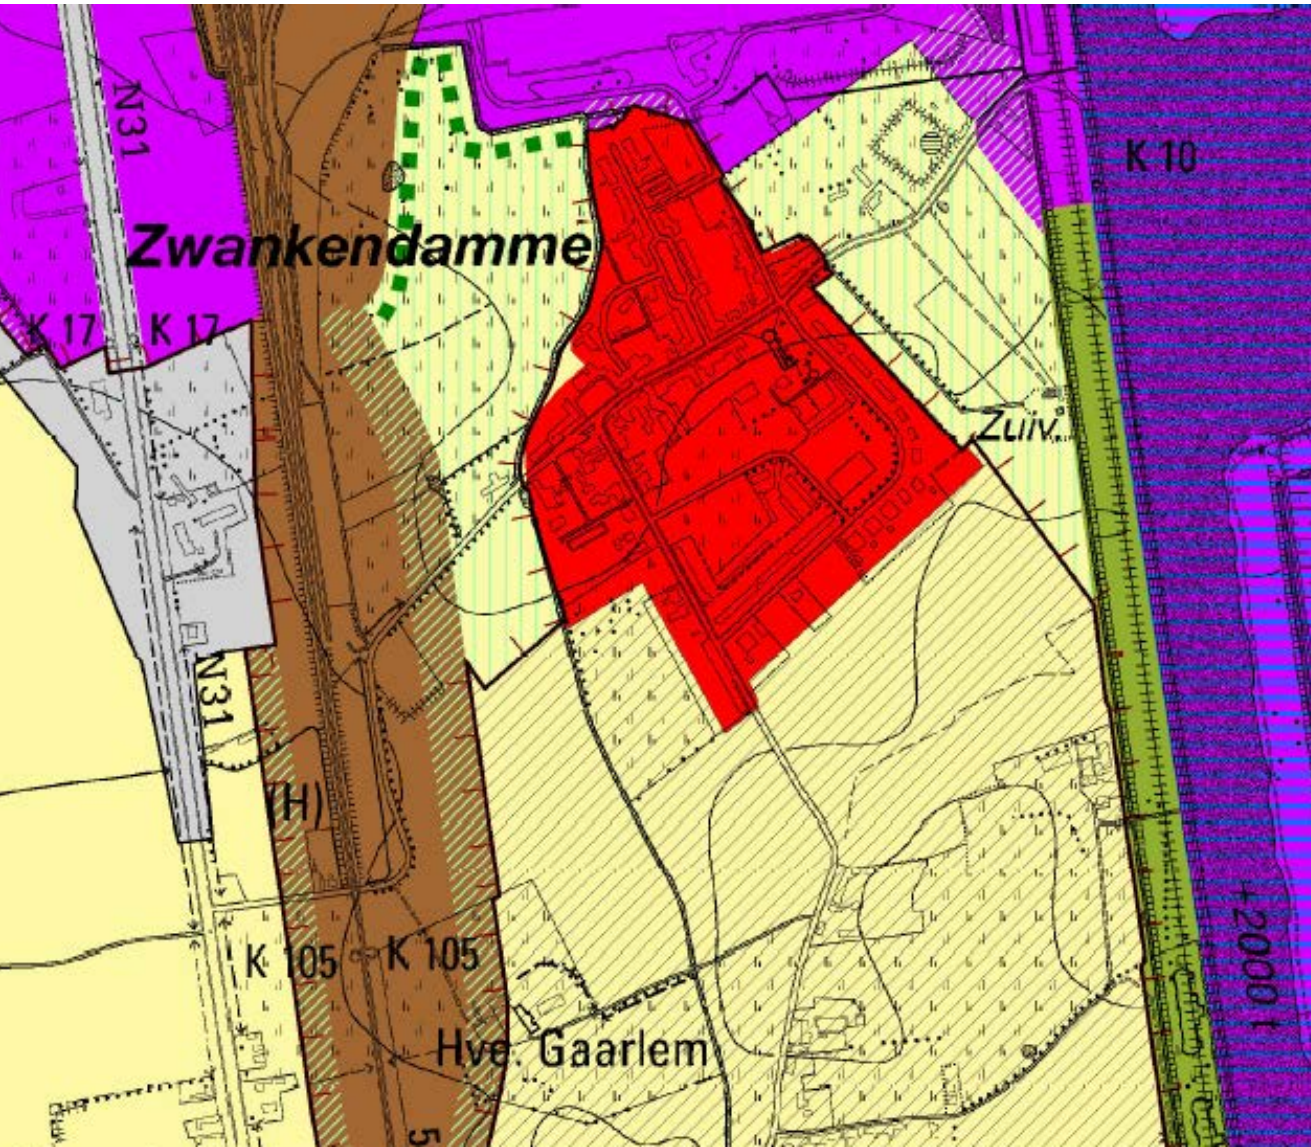 N31
K 10
Zwankendamme
K 17
K 17
Zuiv.
N31
(H)
+2000 t
K 105
K 105
Hve. Gaarlem
5